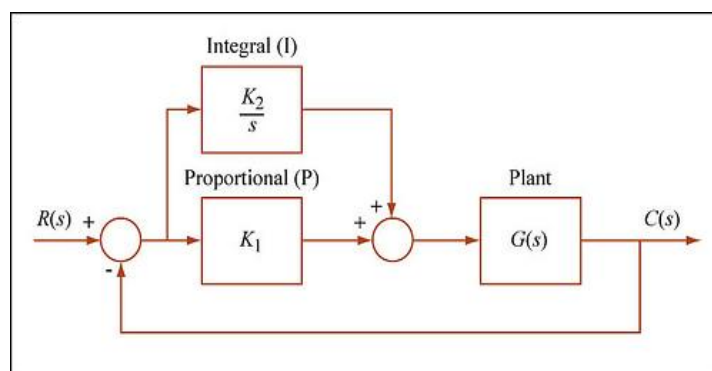 Integral (I)
K₂
s
Proportional (P)
Plant
R(s) + + + C(s)
K₁ G(s)
-